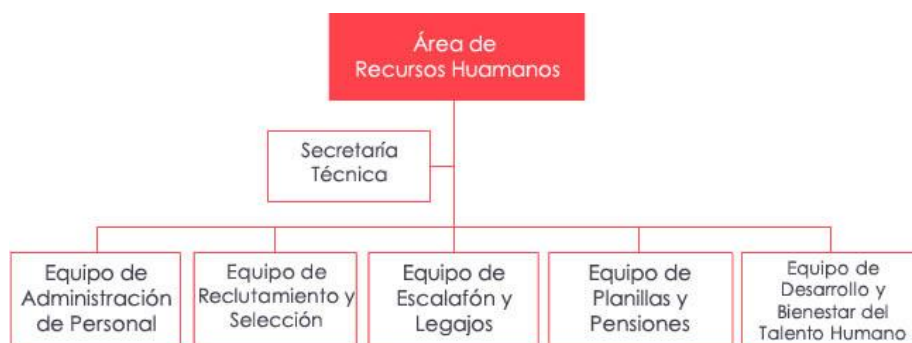 Área de
Recursos Huamanos
Secretaría
Técnica
Equipo de
Administración
de Personal
Equipo de
Reclutamiento y
Selección
Equipo de
Escalafón y
Legajos
Equipo de
Planillas y
Pensiones
Equipo de
Desarrollo y
Bienestar del
Talento Humano